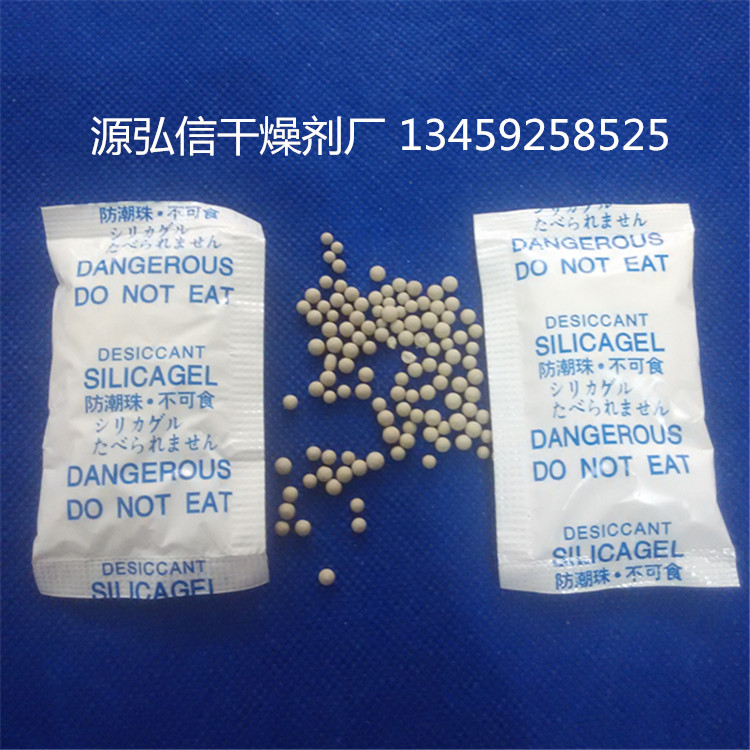 源弘信干燥剂厂 13459258525
防潮珠·不可食
シリカゲル
たべられません
DANGEROUS
DO NOT EAT
DESICCANT
SILICAGEL
防潮珠·不可食
シリカゲル
たべられません
DANGEROUS
DO NOT EAT
DESICCANT
SILICAGEL
シリカゲル
たべられません
DANGEROUS
DO NOT EAT
DESICCANT
SILICAGEL
防潮珠·不可食
シリカゲル
たべられません
DANGEROUS
DO NOT EAT
DESICCANT
SILICAGEL
防潮珠·不可食